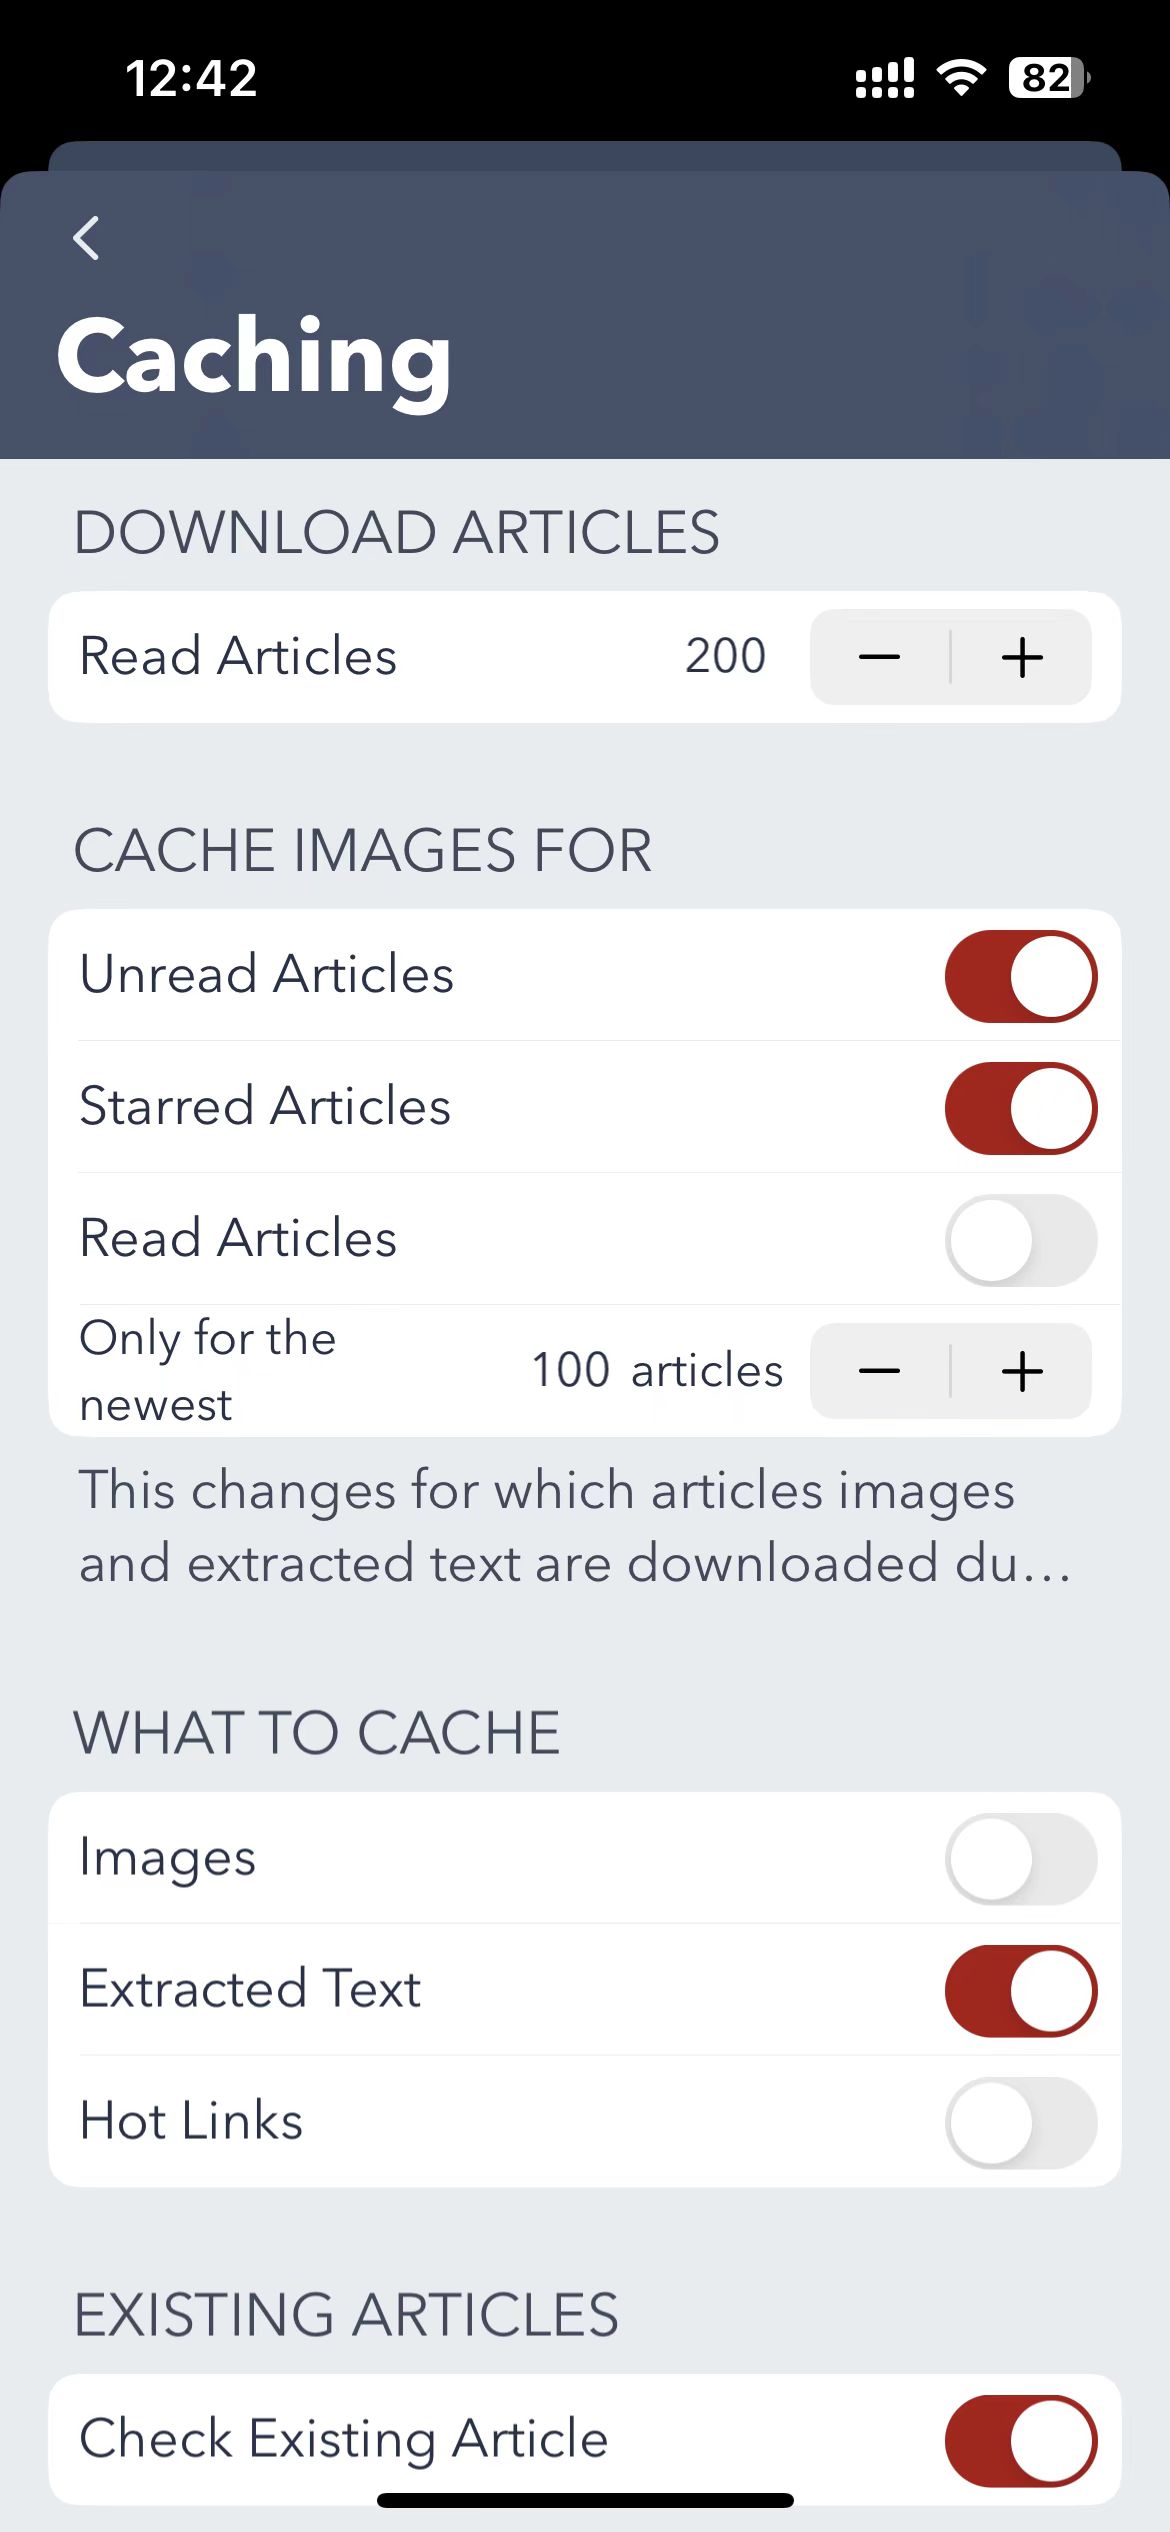 12:42
82
Caching
DOWNLOAD ARTICLES
Read Articles 200 − +
CACHE IMAGES FOR
Unread Articles
Starred Articles
Read Articles
Only for the
newest
100 articles − +
This changes for which articles images
and extracted text are downloaded du...
WHAT TO CACHE
Images
Extracted Text
Hot Links
EXISTING ARTICLES
Check Existing Article